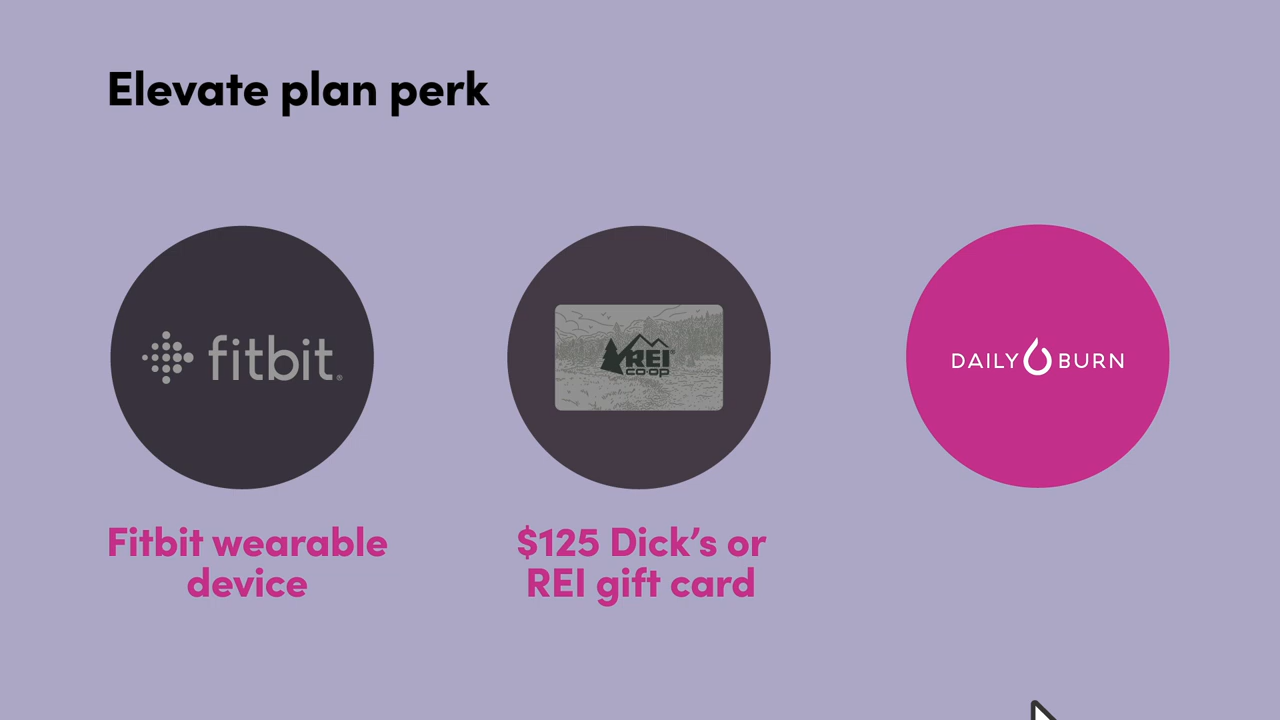 Elevate plan perk
fitbit®
REI
co·op
DAILY BURN
Fitbit wearable
device
$125 Dick’s or
REI gift card